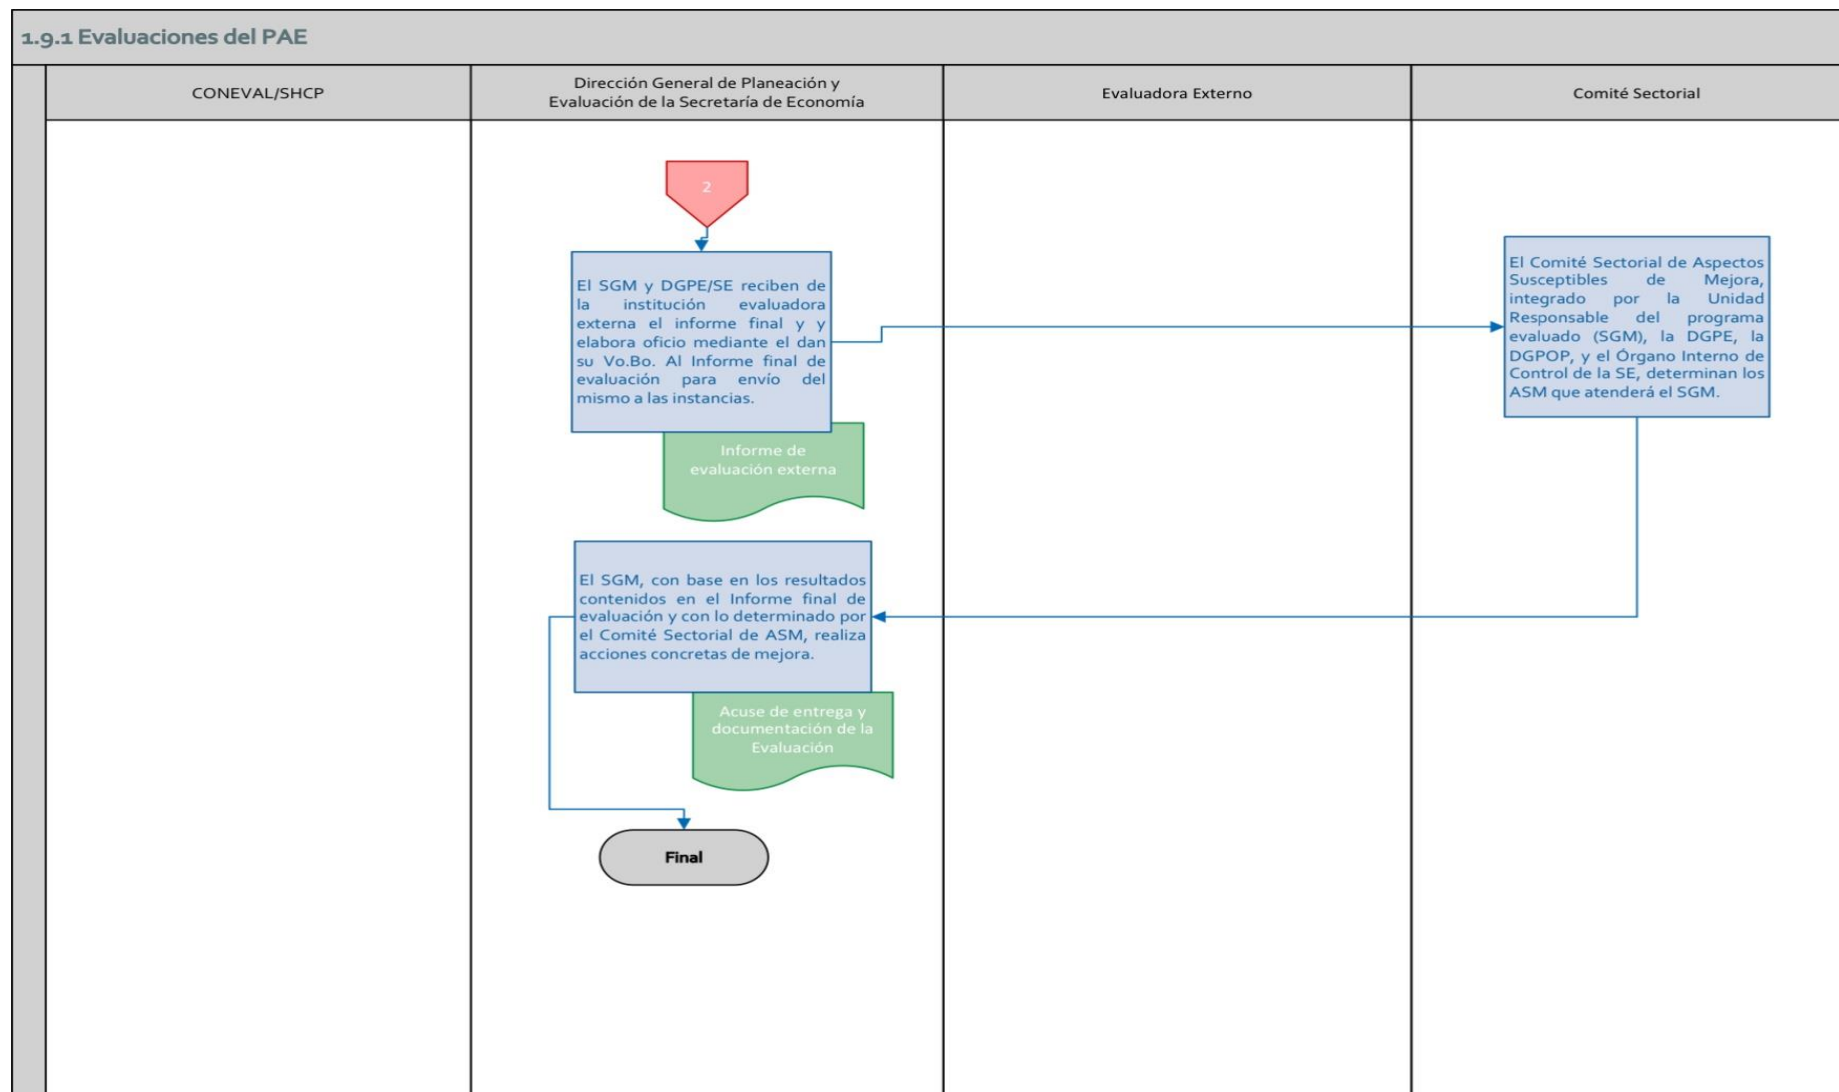 1.9.1 Evaluaciones del PAE
CONEVAL/SHCP
Dirección General de Planeación y
Evaluación de la Secretaría de Economía
Evaluadora Externo
Comité Sectorial
2
El SGM y DGPE/SE reciben de
la institución evaluadora
externa el informe final y y
elabora oficio mediante el dan
su Vo.Bo. Al Informe final de
evaluación para envío del
mismo a las instancias.
El Comité Sectorial de Aspectos
Susceptibles de Mejora,
integrado por la Unidad
Responsable del programa
evaluado (SGM), la DGPE, la
DGPOP, y el Órgano Interno de
Control de la SE, determinan los
ASM que atenderá el SGM.
Informe de
evaluación externa
El SGM, con base en los resultados
contenidos en el Informe final de
evaluación y con lo determinado por
el Comité Sectorial de ASM, realiza
acciones concretas de mejora.
Acuse de entrega y
documentación de la
Evaluación
Final